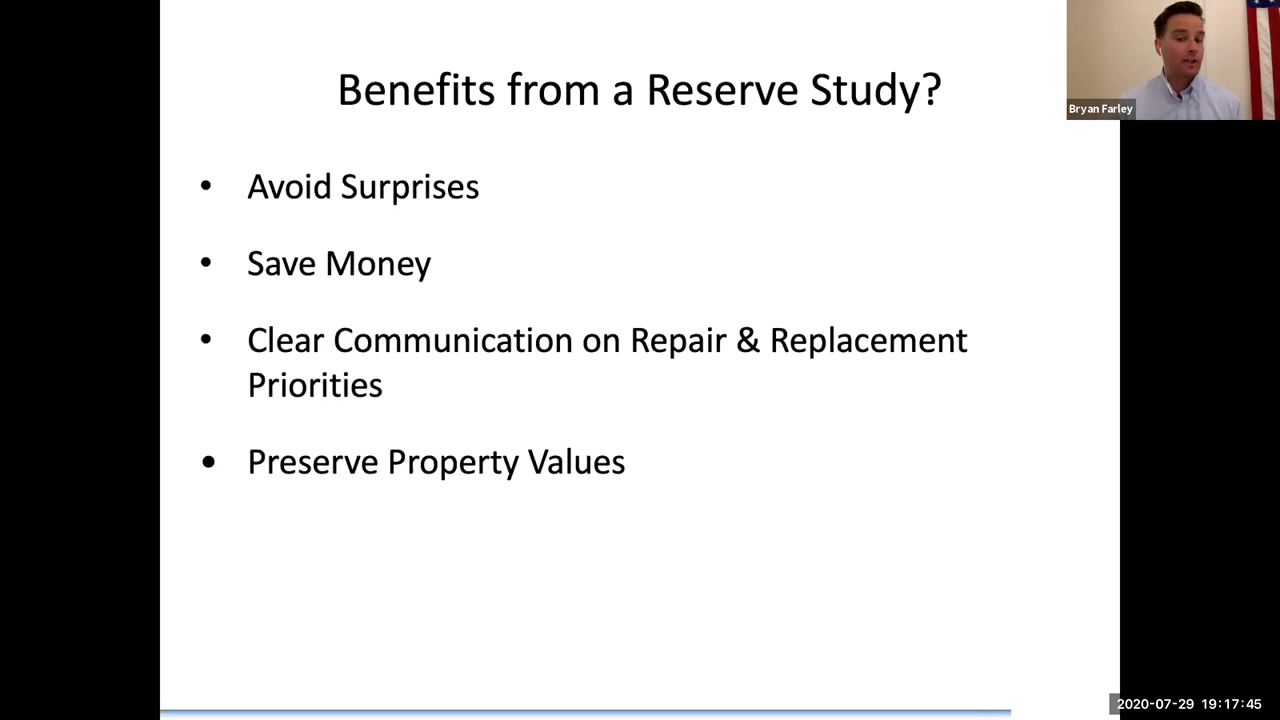 Benefits from a Reserve Study?
Bryan Farley
• Avoid Surprises
• Save Money
• Clear Communication on Repair & Replacement
Priorities
• Preserve Property Values
2020-07-29 19:17:45